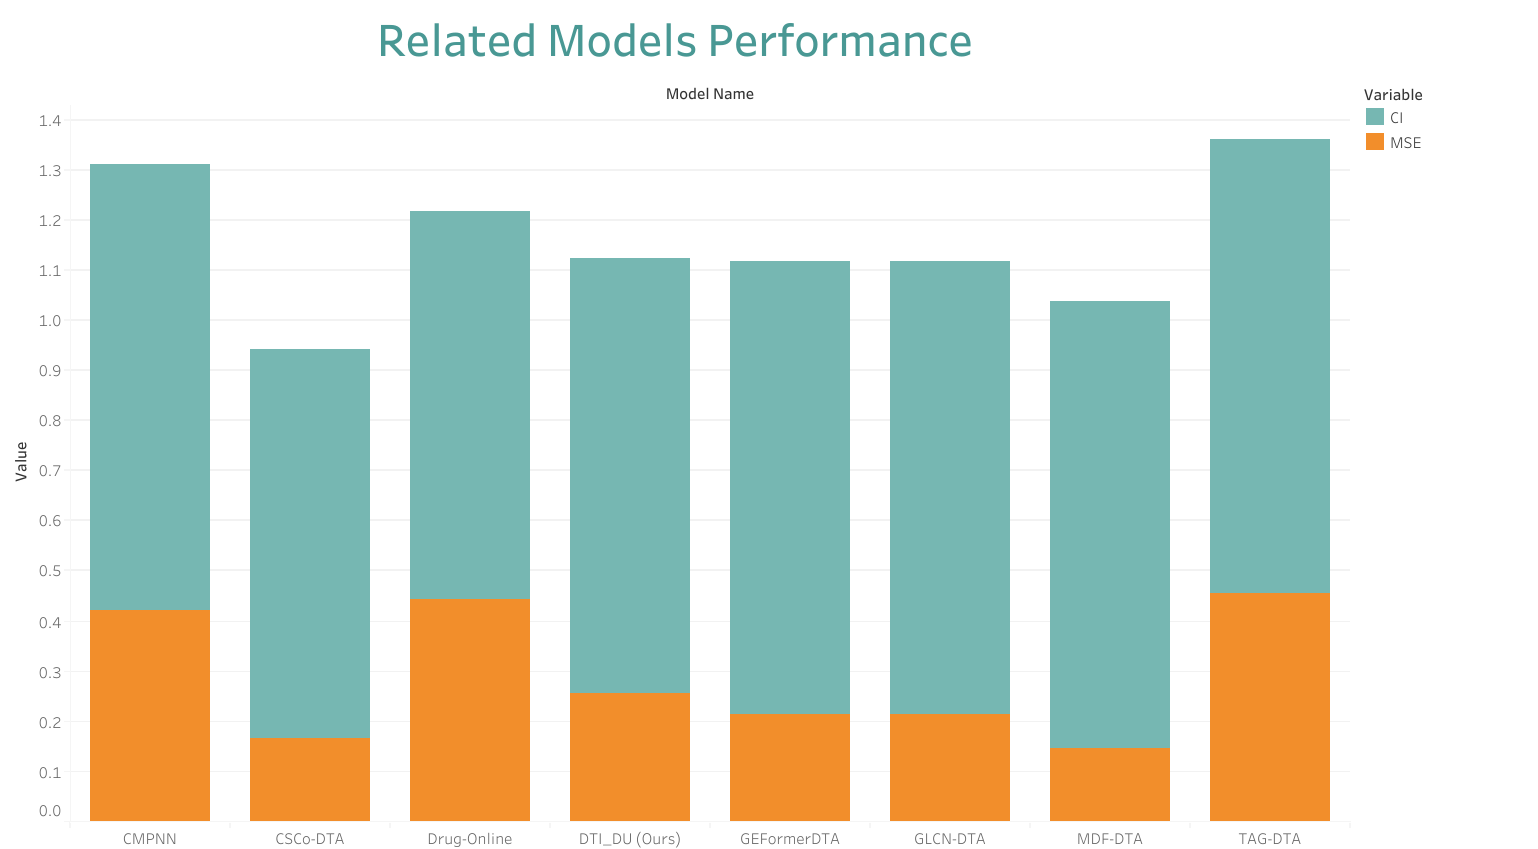 Related Models Performance
Model Name
Variable
CI
MSE
1.4
1.3
1.2
1.1
1.0
0.9
0.8
0.7
0.6
0.5
0.4
0.3
0.2
0.1
0.0
Value
CMPNN
CSCo-DTA
Drug-Online
DTI_DU (Ours)
GEFormerDTA
GLCN-DTA
MDF-DTA
TAG-DTA